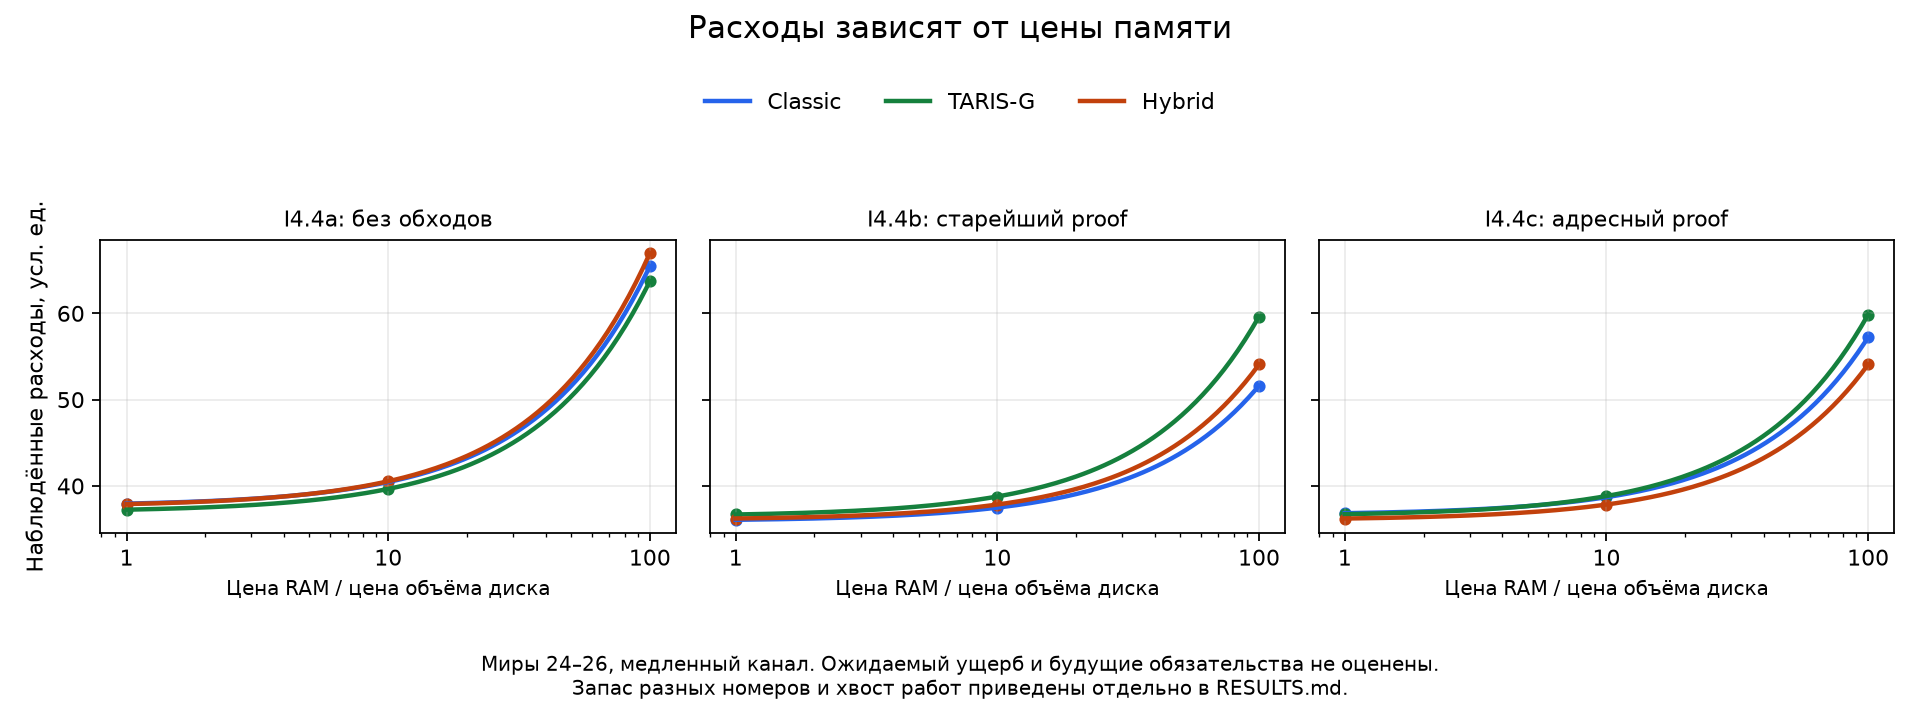 Расходы зависят от цены памяти
Classic
TARIS-G
Hybrid
Наблюдённые расходы, усл. ед.
I4.4a: без обходов
60
50
40
1
10
100
Цена RAM / цена объёма диска
I4.4b: старейший proof
1
10
100
Цена RAM / цена объёма диска
I4.4c: адресный proof
1
10
100
Цена RAM / цена объёма диска
Миры 24–26, медленный канал. Ожидаемый ущерб и будущие обязательства не оценены.
Запас разных номеров и хвост работ приведены отдельно в RESULTS.md.